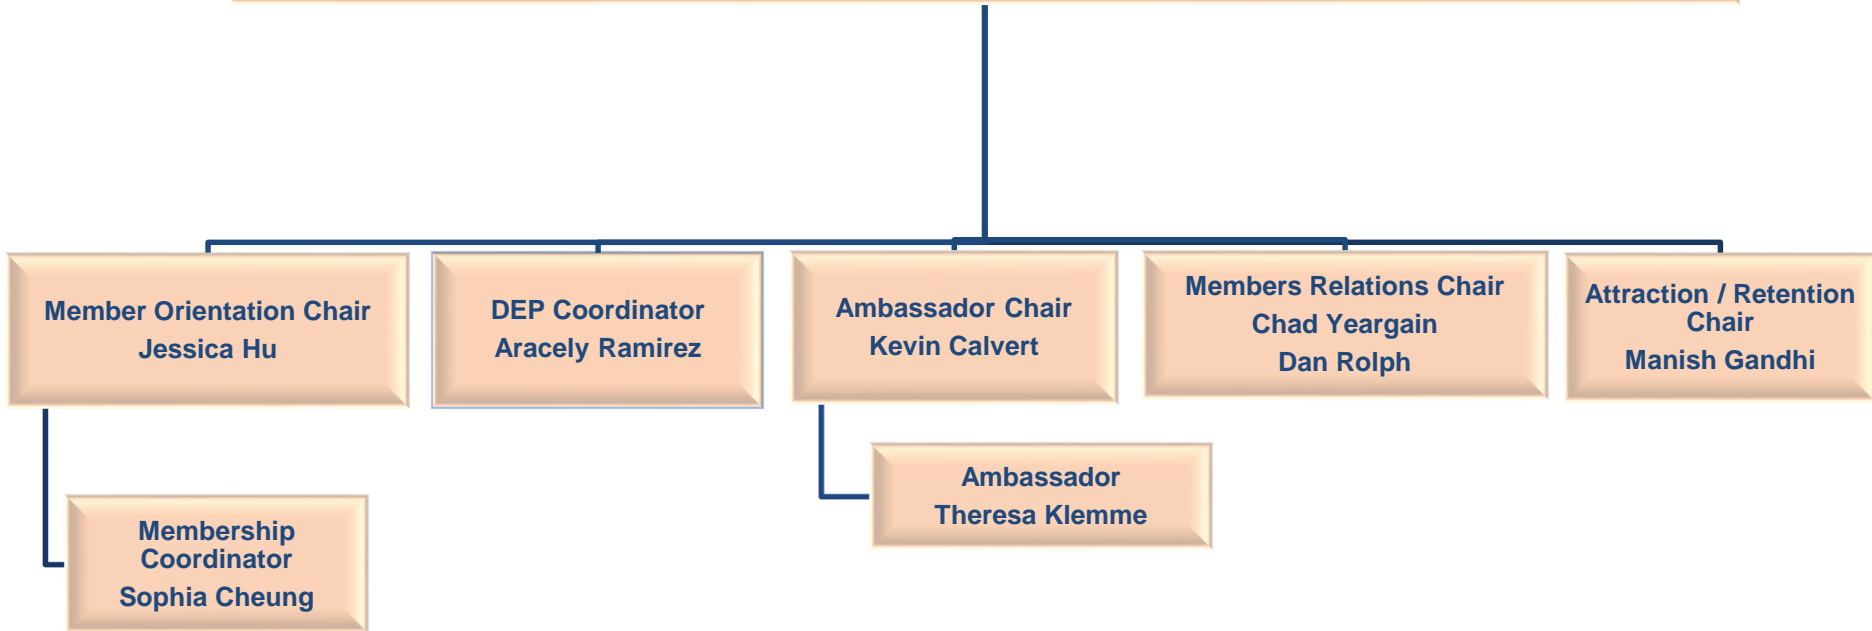 Member Orientation Chair
Jessica Hu
DEP Coordinator
Aracely Ramirez
Ambassador Chair
Kevin Calvert
Members Relations Chair
Chad Yeargain
Dan Rolph
Attraction / Retention
Chair
Manish Gandhi
Ambassador
Theresa Klemme
Membership
Coordinator
Sophia Cheung